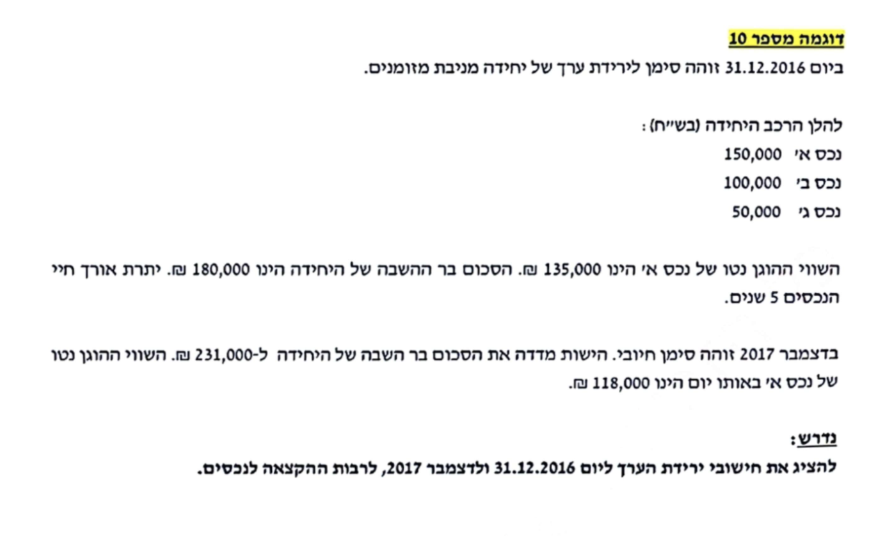 דוגמה מספר 10
ביום 31.12.2016 זוהה סימן לירידת ערך של יחידה מניבת מזומנים.
להלן הרכב היחידה (בש״ח):
נכס א׳ 150,000
נכס ב׳ 100,000
נכס ג׳ 50,000
השווי ההוגן נטו של נכס א׳ הינו 135,000 ₪. הסכום בר ההשבה של היחידה הינו 180,000 ₪. יתרת אורך חיי
הנכסים 5 שנים.
בדצמבר 2017 זוהה סימן חיובי. הישות מדדה את הסכום בר השבה של היחידה ל-231,000 ₪. השווי ההוגן נטו
של נכס א׳ באותו יום הינו 118,000 ₪.
נדרש:
להציג את חישובי ירידת הערך ליום 31.12.2016 ולדצמבר 2017, לרבות ההקצאה לנכסים.